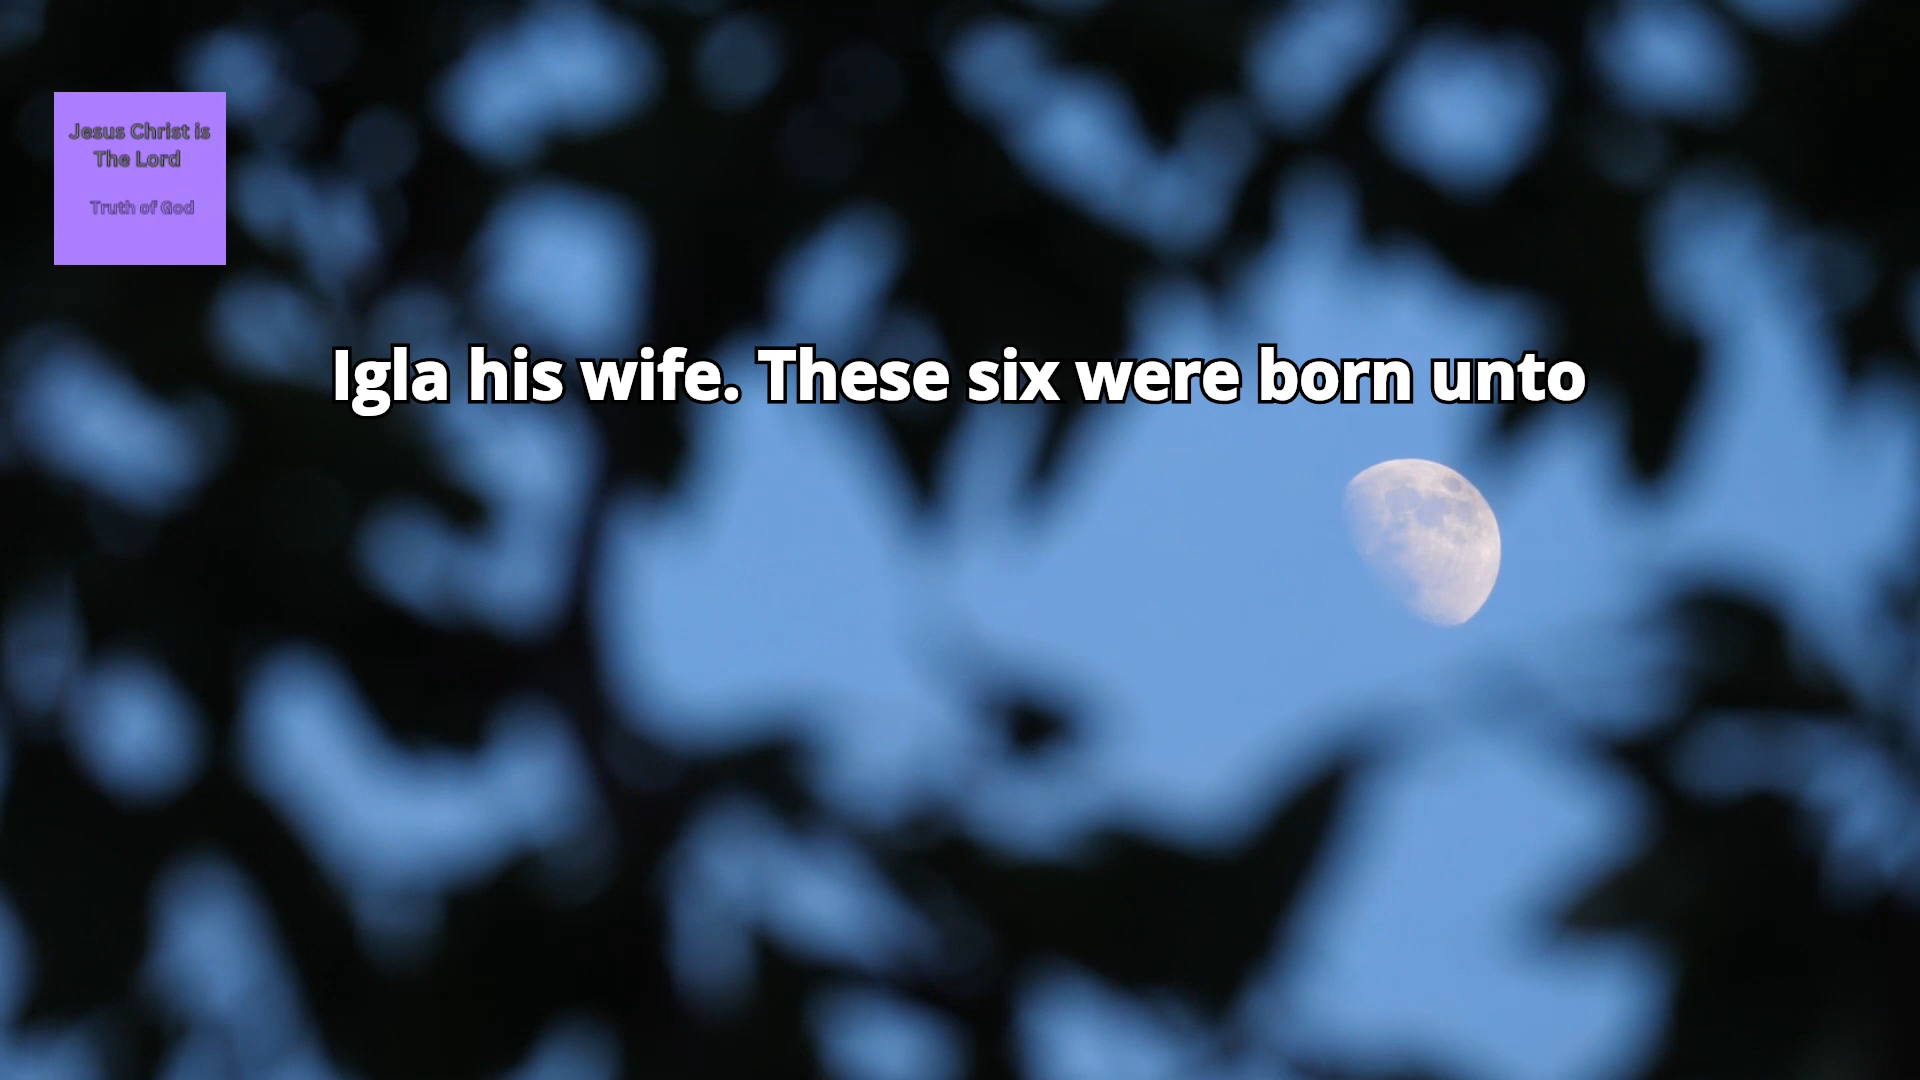 Jesus Christ is
The Lord
Truth of God
Igla his wife. These six were born unto